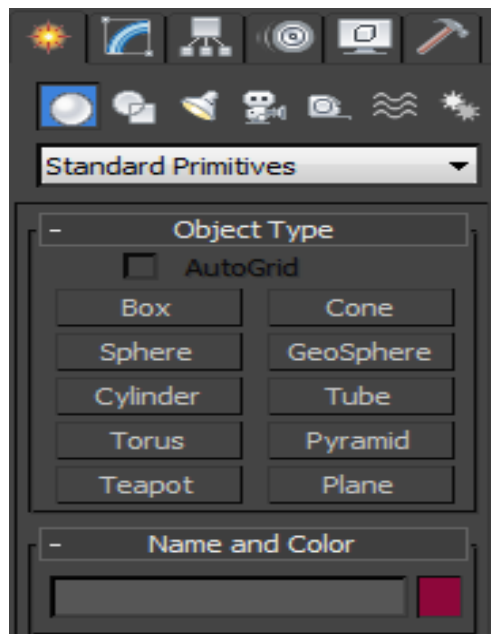 Standard Primitives
- Object Type
AutoGrid
Box Cone
Sphere GeoSphere
Cylinder Tube
Torus Pyramid
Teapot Plane
- Name and Color